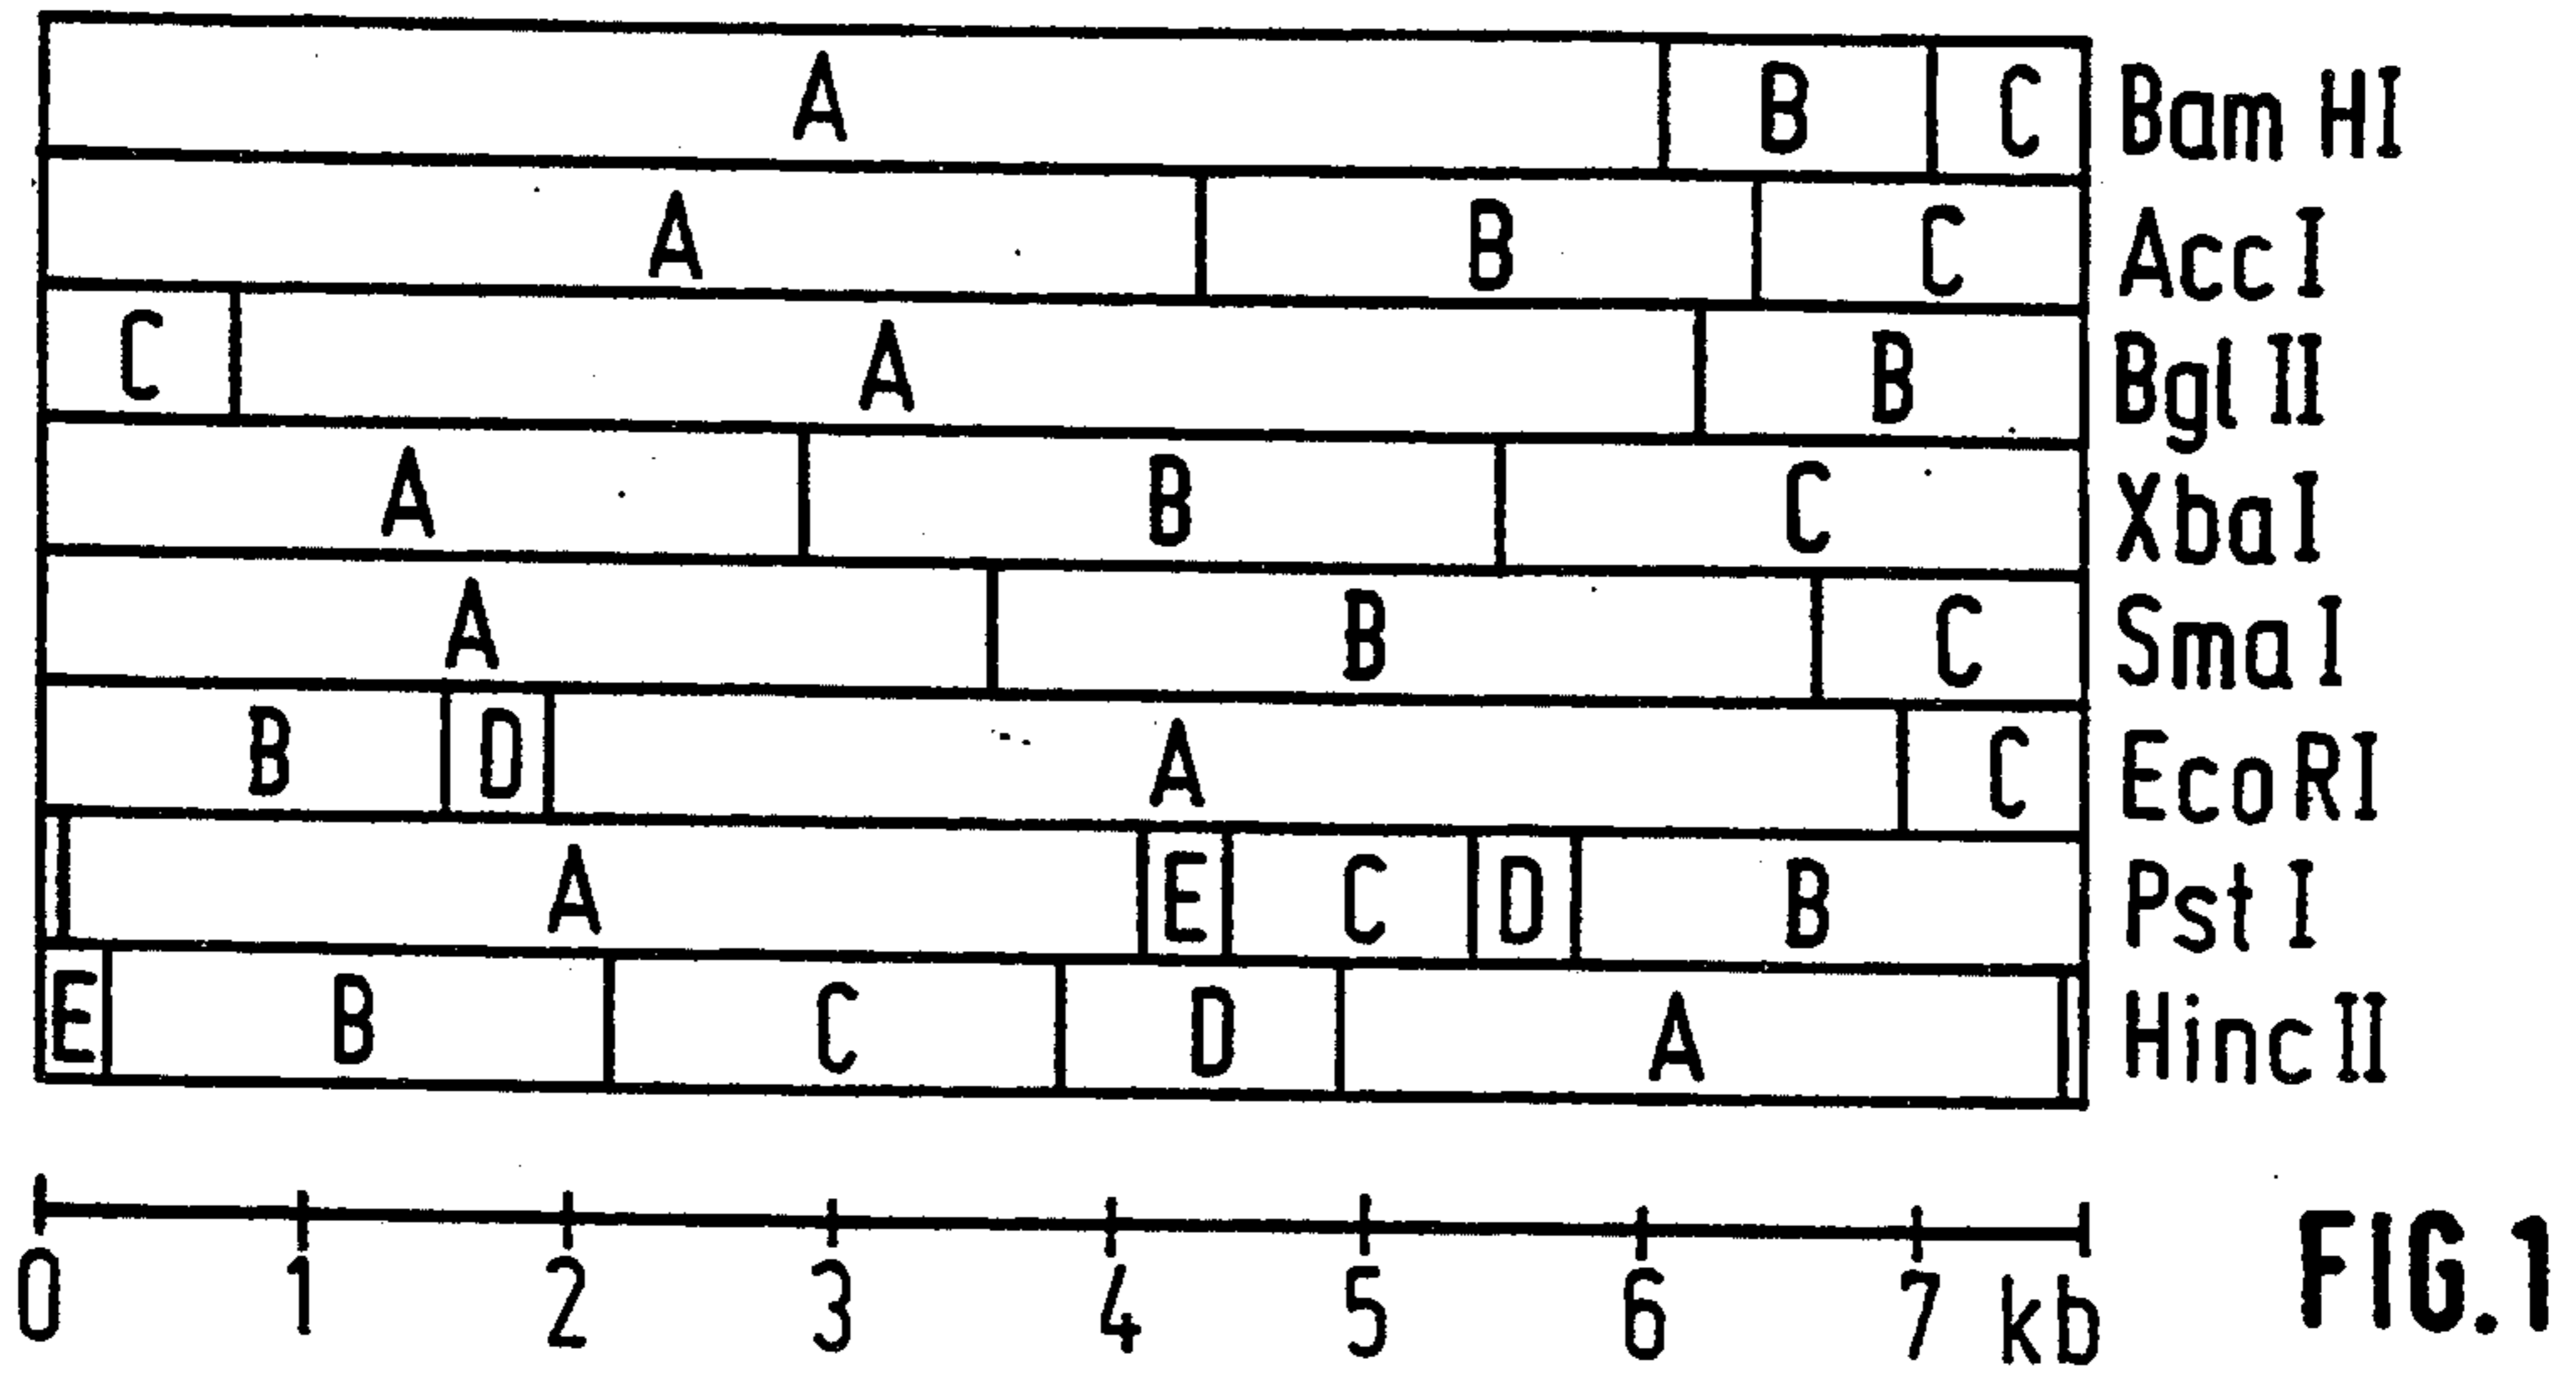 A B C Bam HI
A B C Acc I
C A B Bgl II
A B C Xba I
A B C Sma I
B D A C Eco RI
A E C D B Pst I
E B C D A Hinc II
0 1 2 3 4 5 6 7 kb
FIG.1